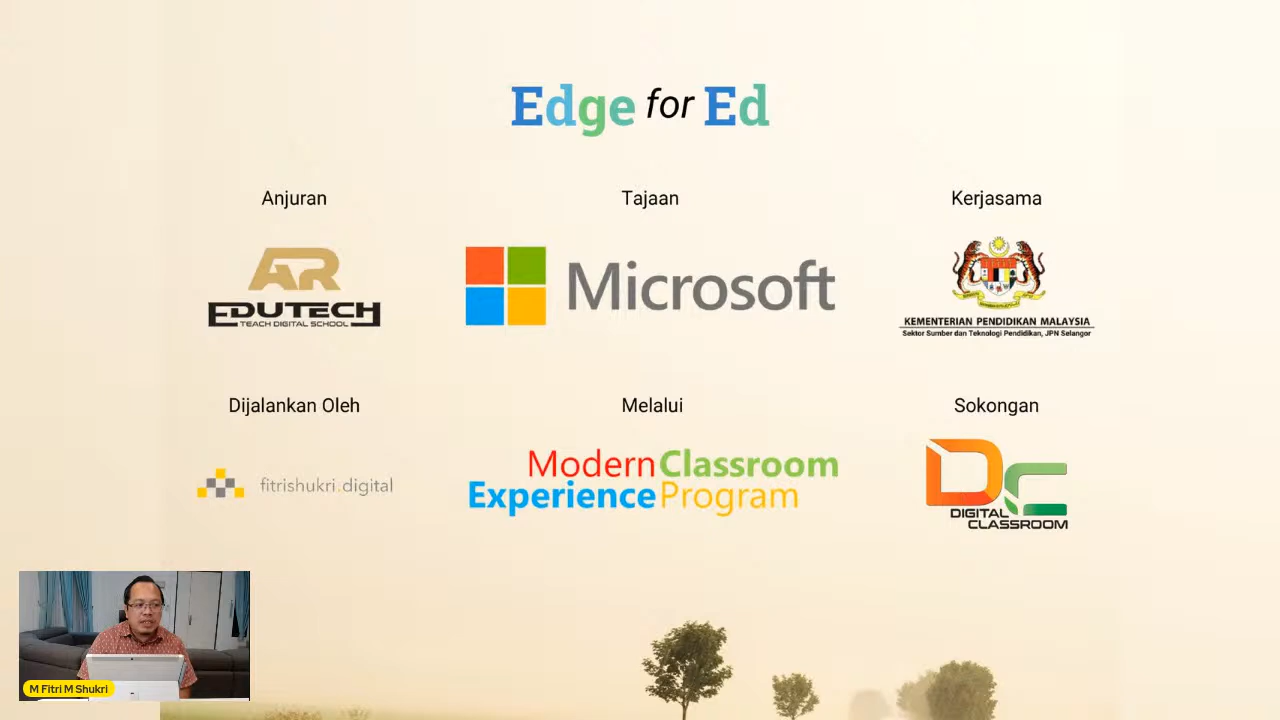 Edge for Ed
Anjuran
Tajaan
Kerjasama
AR
EDUTECH
TEACH DIGITAL SCHOOL
Microsoft
KEMENTERIAN PENDIDIKAN MALAYSIA
Sektor Sumber dan Teknologi Pendidikan, JPN Selangor
Dijalankan Oleh
Melalui
Sokongan
fitrishukri.digital
Modern Classroom
Experience Program
DC
DIGITAL
CLASSROOM
M Fitri M Shukri